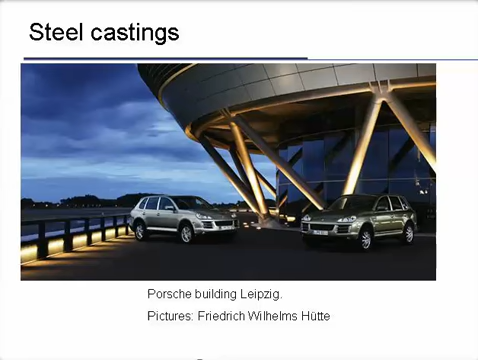 Steel castings
Porsche building Leipzig.
Pictures: Friedrich Wilhelms Hütte